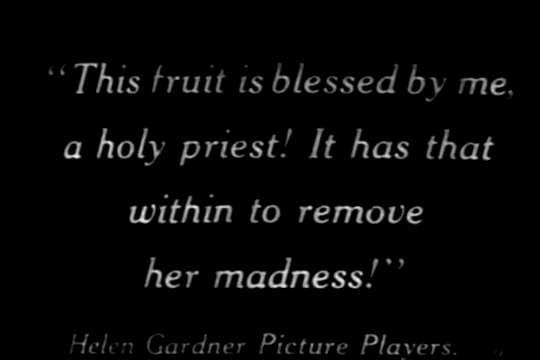 “This fruit is blessed by me,
a holy priest! It has that
within to remove
her madness!”
Helen Gardner Picture Players.